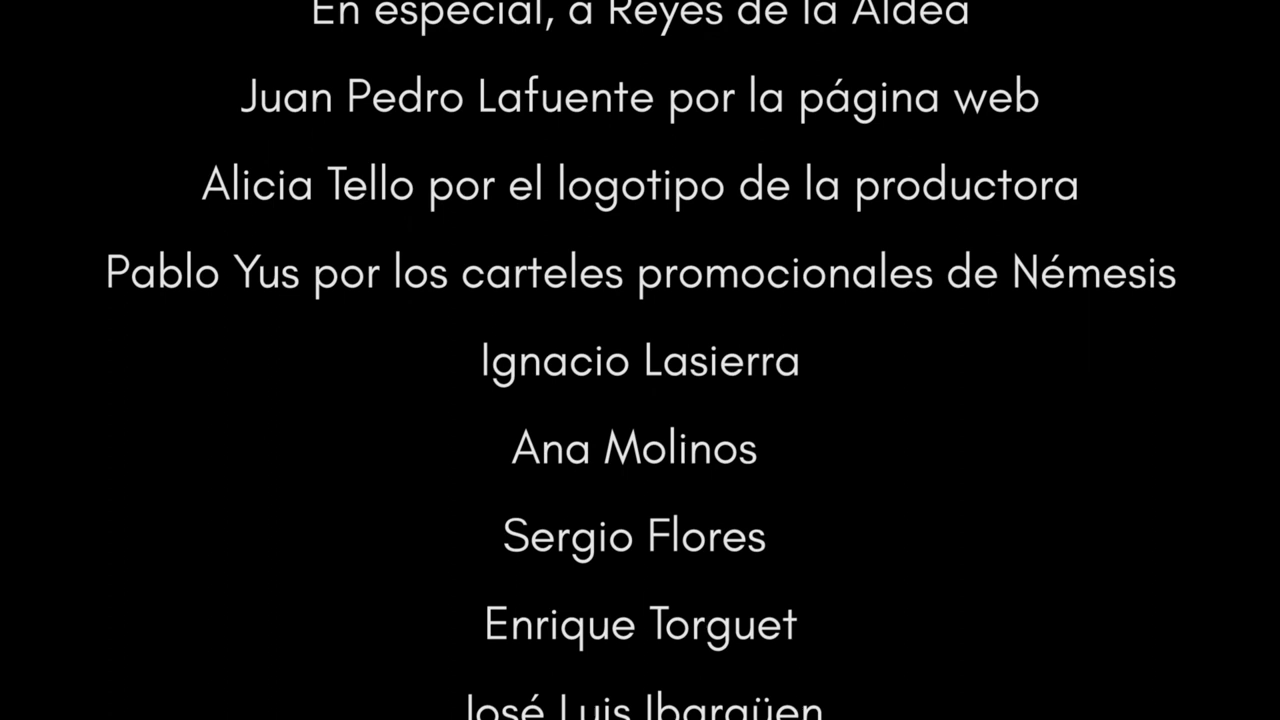 En especial, a Reyes de la Aldea
Juan Pedro Lafuente por la página web
Alicia Tello por el logotipo de la productora
Pablo Yus por los carteles promocionales de Némesis
Ignacio Lasierra
Ana Molinos
Sergio Flores
Enrique Torguet
José Luis Ibargüen